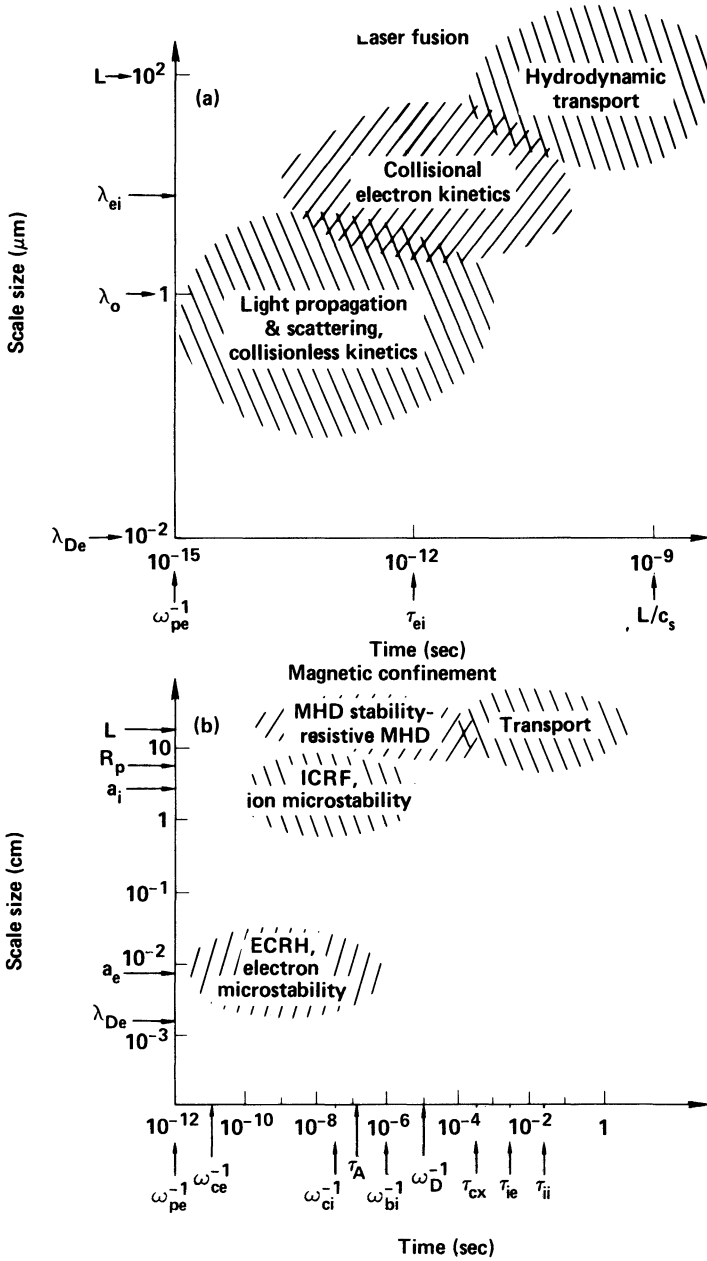 Laser fusion
(a)
L→10²
λei
λo→1
λDe→10⁻²
Scale size (μm)
Hydrodynamic
transport
Collisional
electron kinetics
Light propagation
& scattering,
collisionless kinetics
10⁻¹⁵ 10⁻¹² 10⁻⁹
ωpe⁻¹ τei L/cs
Time (sec)
Magnetic confinement
(b)
L
10
Rp
ai
1
10⁻¹
10⁻²
ae
λDe
10⁻³
Scale size (cm)
MHD stability-
resistive MHD
Transport
ICRF,
ion microstability
ECRH,
electron
microstability
10⁻¹² 10⁻¹⁰ 10⁻⁸ 10⁻⁶ 10⁻⁴ 10⁻² 1
ωpe⁻¹ ωce⁻¹ ωci⁻¹ τA ωbi⁻¹ ωD⁻¹ τcx τie τii
Time (sec)